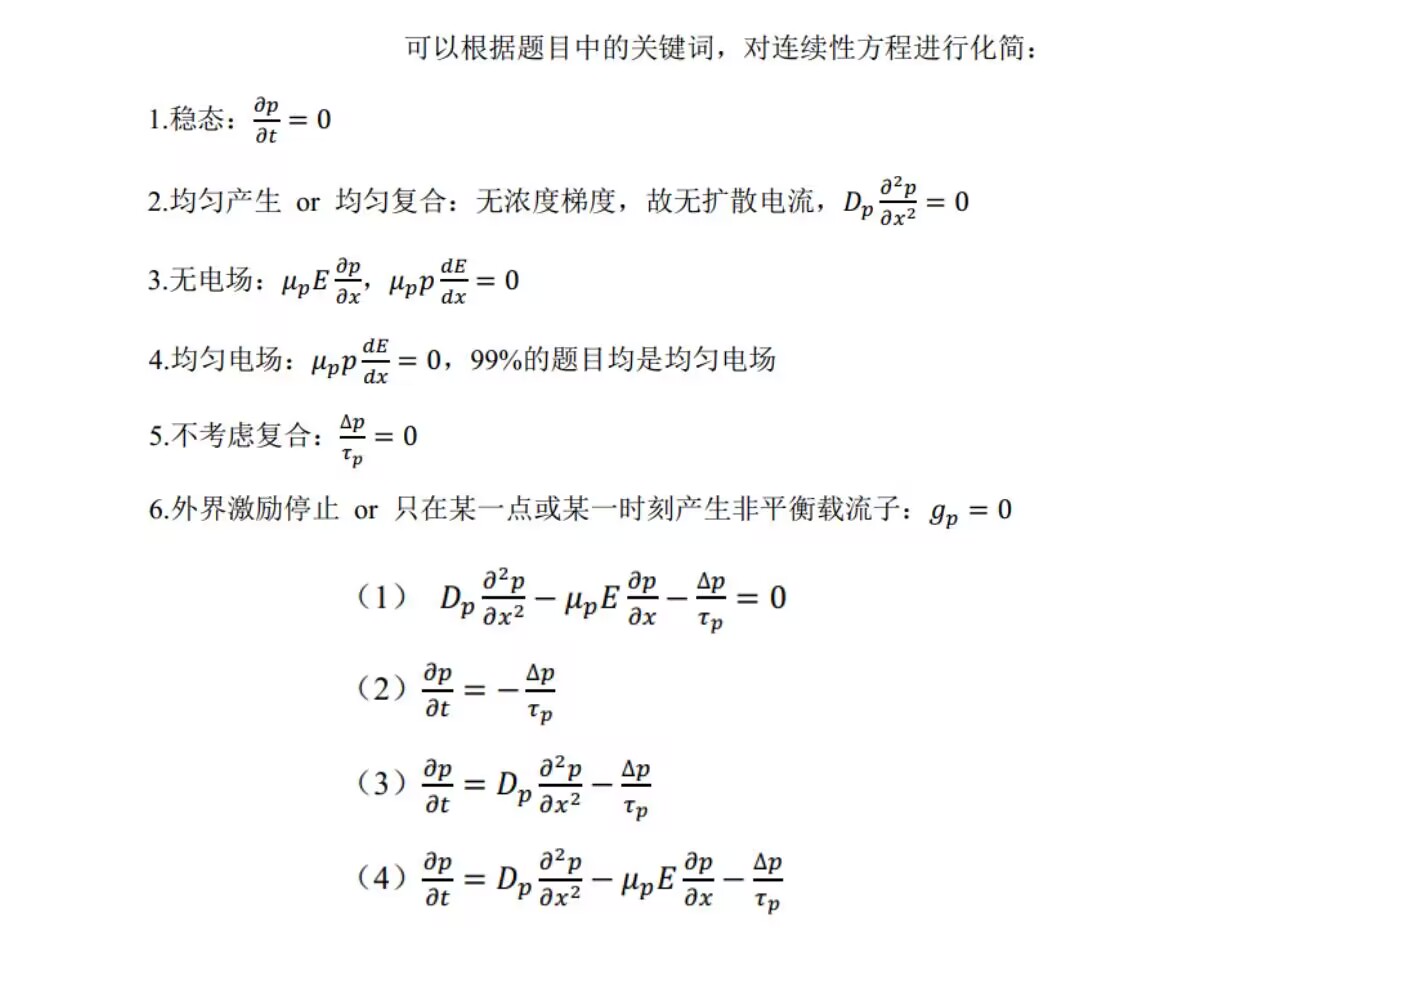 可以根据题目中的关键词，对连续性方程进行化简：
1.稳态：$\frac{\partial p}{\partial t} = 0$
2.均匀产生 or 均匀复合：无浓度梯度，故无扩散电流，$D_p \frac{\partial^2 p}{\partial x^2} = 0$
3.无电场：$\mu_p E \frac{\partial p}{\partial x}$，$\mu_p p \frac{dE}{dx} = 0$
4.均匀电场：$\mu_p p \frac{dE}{dx} = 0$，99%的题目均是均匀电场
5.不考虑复合：$\frac{\Delta p}{\tau_p} = 0$
6.外界激励停止 or 只在某一点或某一时刻产生非平衡载流子：$g_p = 0$
（1） $D_p \frac{\partial^2 p}{\partial x^2} - \mu_p E \frac{\partial p}{\partial x} - \frac{\Delta p}{\tau_p} = 0$
（2）$\frac{\partial p}{\partial t} = -\frac{\Delta p}{\tau_p}$
（3）$\frac{\partial p}{\partial t} = D_p \frac{\partial^2 p}{\partial x^2} - \frac{\Delta p}{\tau_p}$
（4）$\frac{\partial p}{\partial t} = D_p \frac{\partial^2 p}{\partial x^2} - \mu_p E \frac{\partial p}{\partial x} - \frac{\Delta p}{\tau_p}$